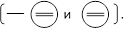 (— ⊜ и ⊜).